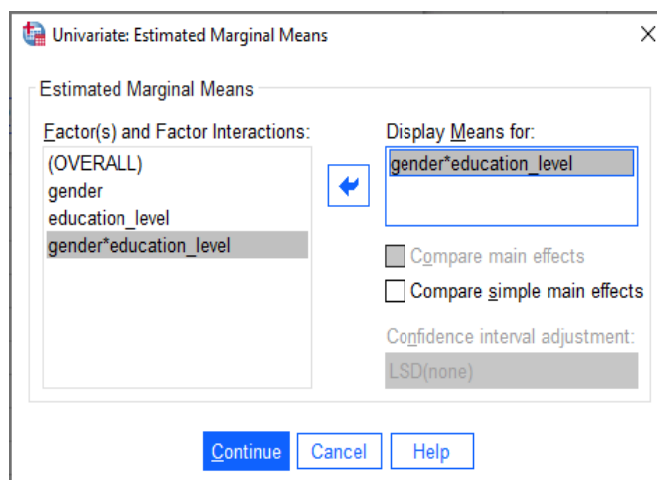 Univariate: Estimated Marginal Means
Estimated Marginal Means
Factor(s) and Factor Interactions:
(OVERALL)
gender
education_level
gender*education_level
Display Means for:
gender*education_level
Compare main effects
Compare simple main effects
Confidence interval adjustment:
LSD(none)
Continue
Cancel
Help